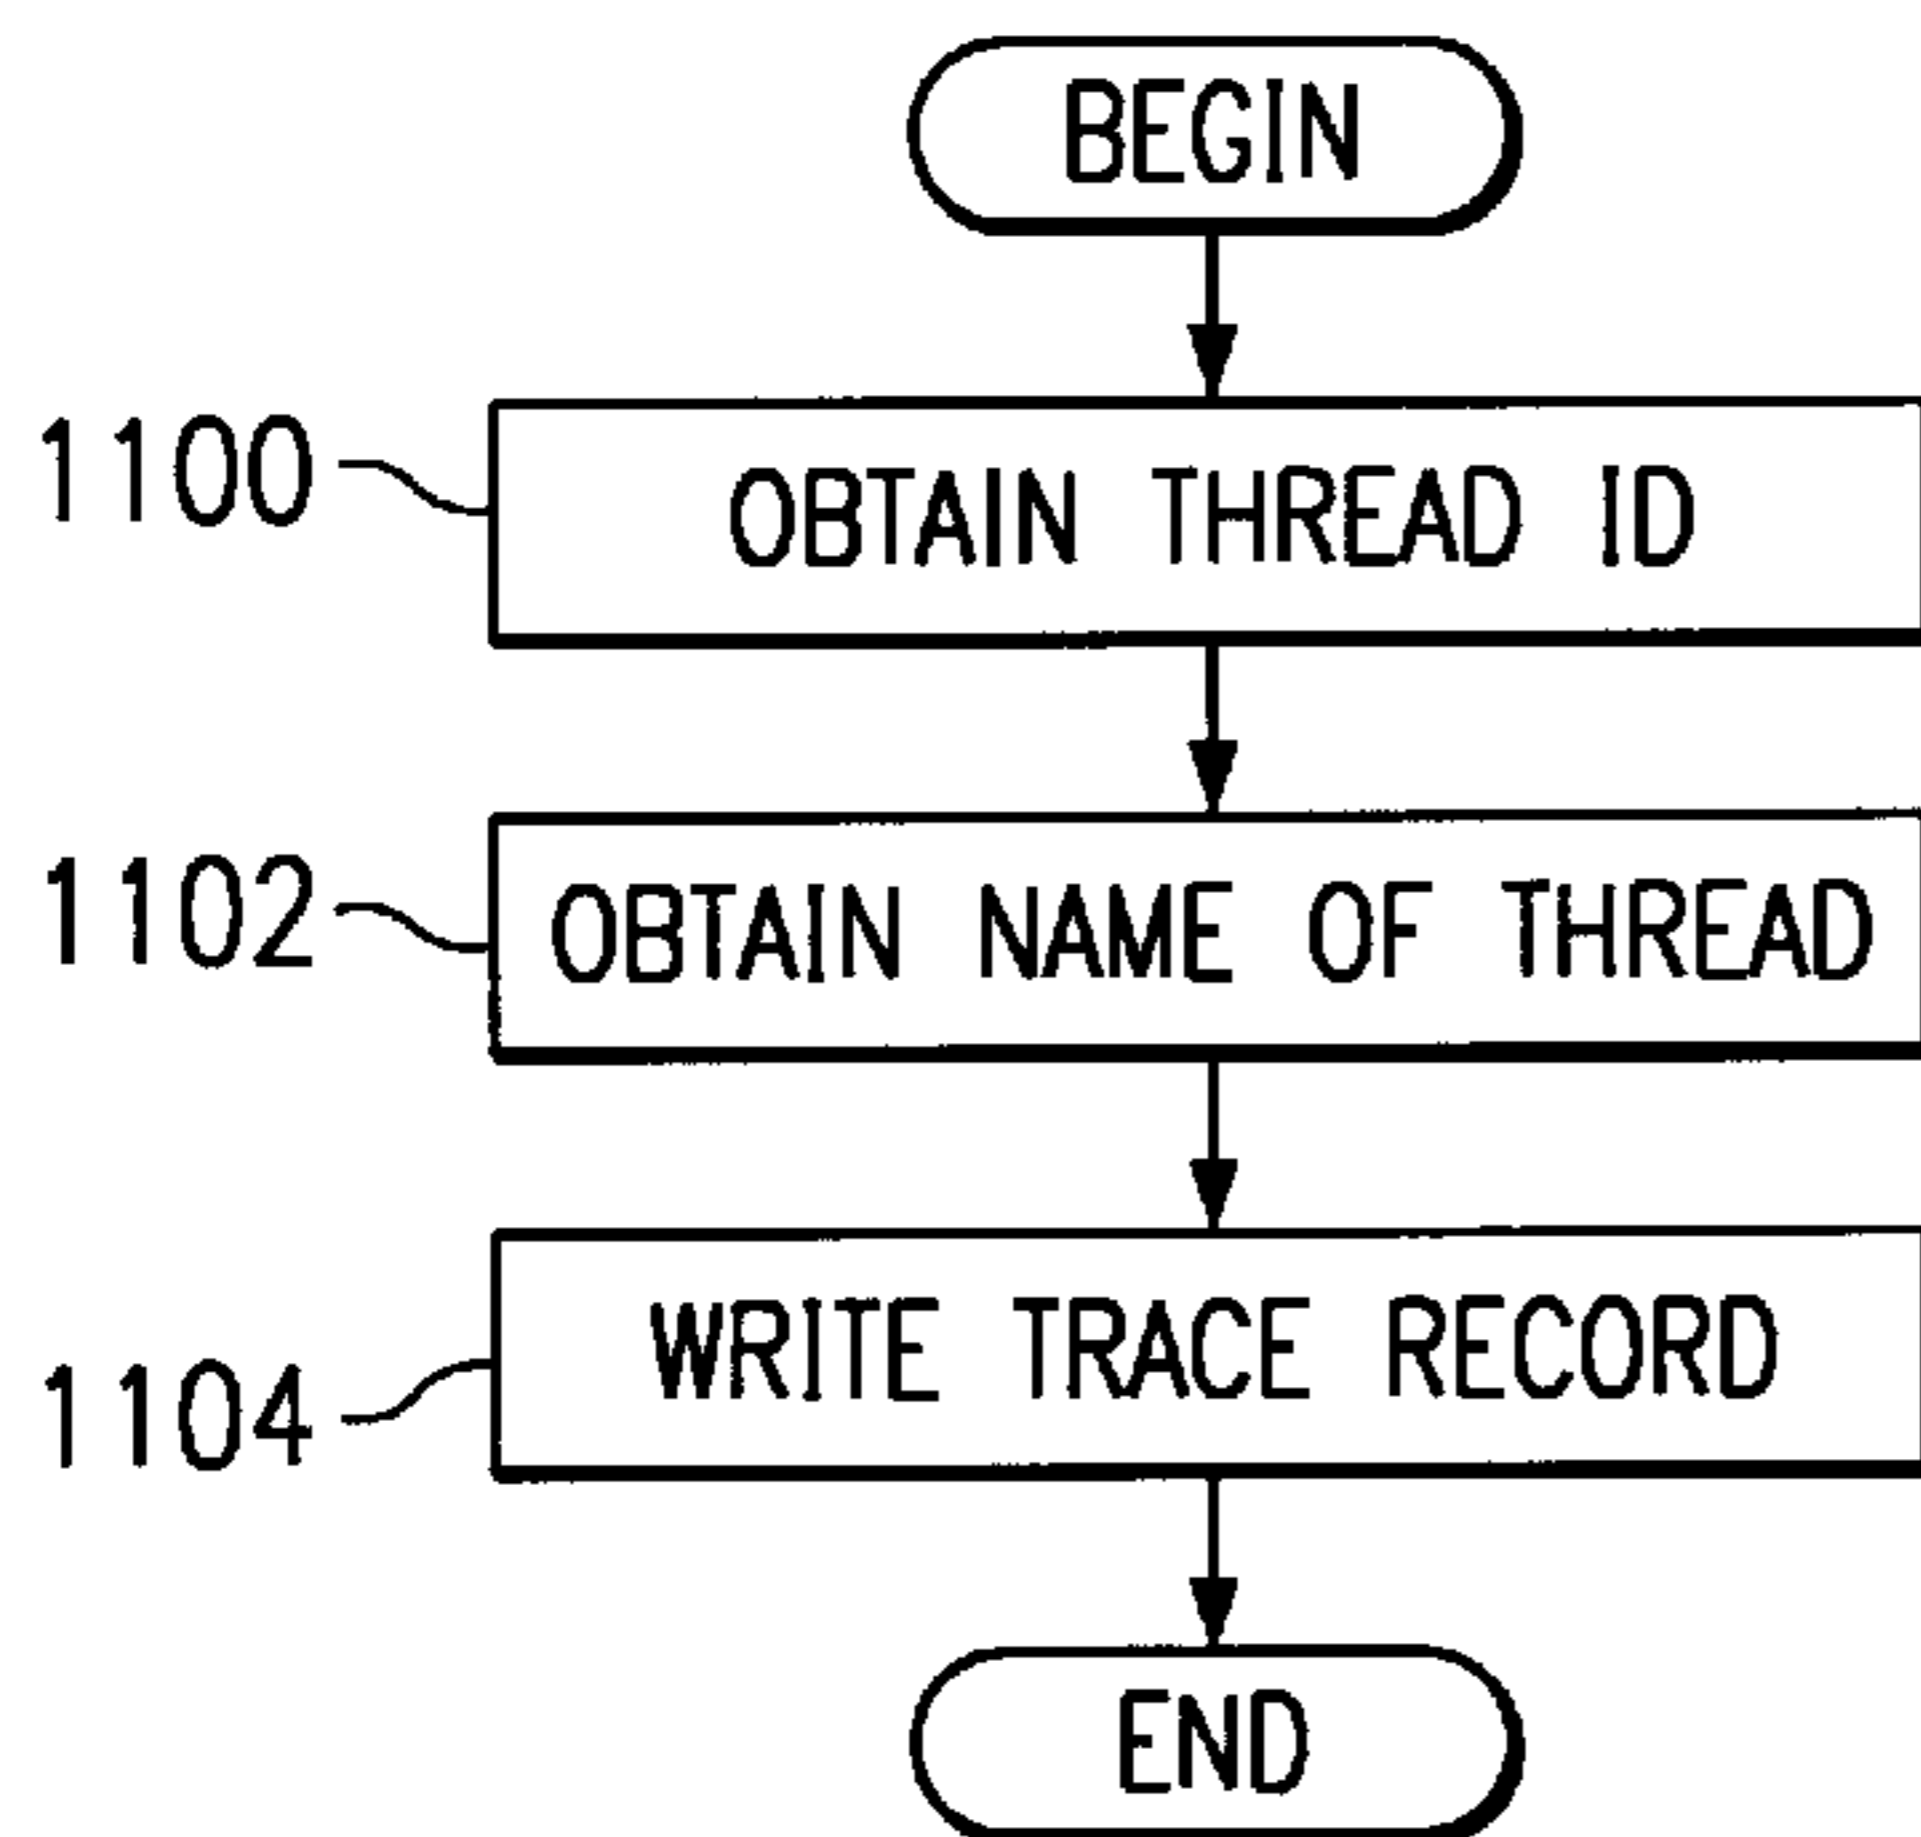 BEGIN
1100
OBTAIN THREAD ID
1102
OBTAIN NAME OF THREAD
1104
WRITE TRACE RECORD
END